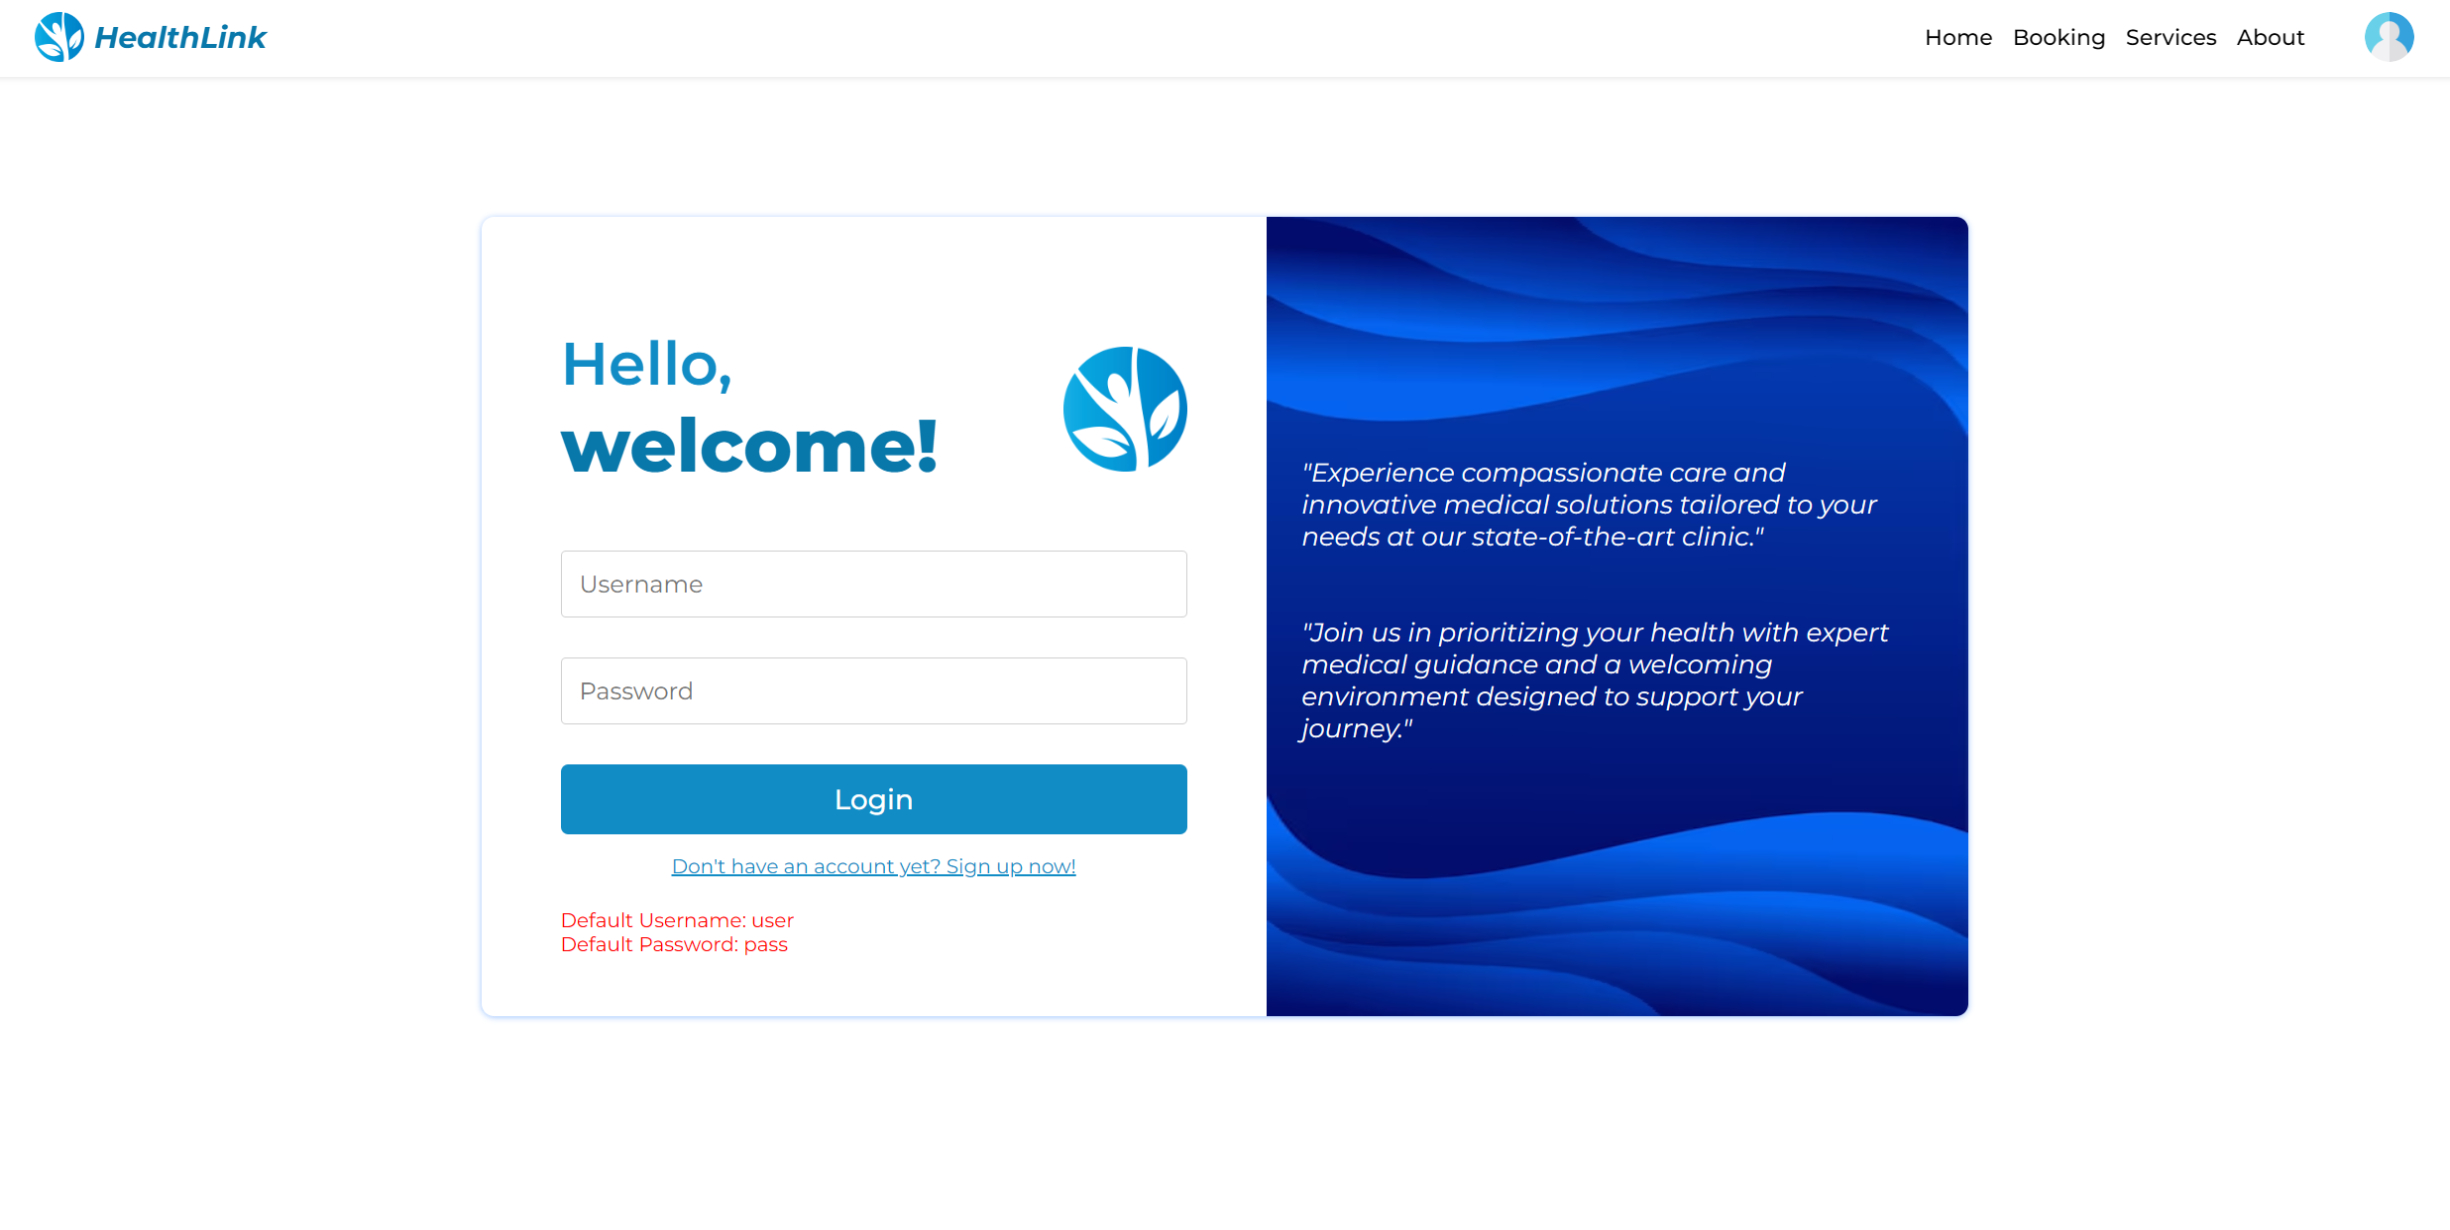 HealthLink
Home Booking Services About
Hello,
welcome!
Username
Password
Login
Don't have an account yet? Sign up now!
Default Username: user
Default Password: pass
"Experience compassionate care and
innovative medical solutions tailored to your
needs at our state-of-the-art clinic."
"Join us in prioritizing your health with expert
medical guidance and a welcoming
environment designed to support your
journey."